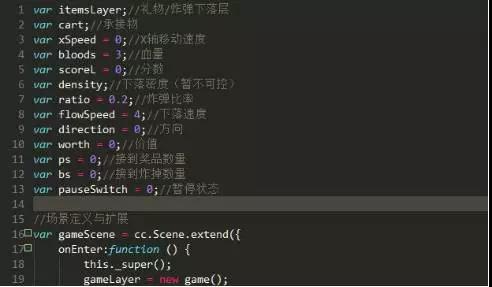 1 var itemsLayer;//礼物/炸弹下落层
2 var cart;//承接物
3 var xSpeed = 0;//X轴移动速度
4 var bloods = 3;//血量
5 var scoreL = 0;//分数
6 var density;//下落密度（暂不可控）
7 var ratio = 0.2;//炸弹比率
8 var flowSpeed = 4;//下落速度
9 var direction = 0;//方向
10 var worth = 0;//价值
11 var ps = 0;//接到奖品数量
12 var bs = 0;//接到炸掉数量
13 var pauseSwitch = 0;//暂停状态
14
15 //场景定义与扩展
16 var gameScene = cc.Scene.extend({
17 onEnter:function () {
18 this._super();
19 gameLayer = new game();